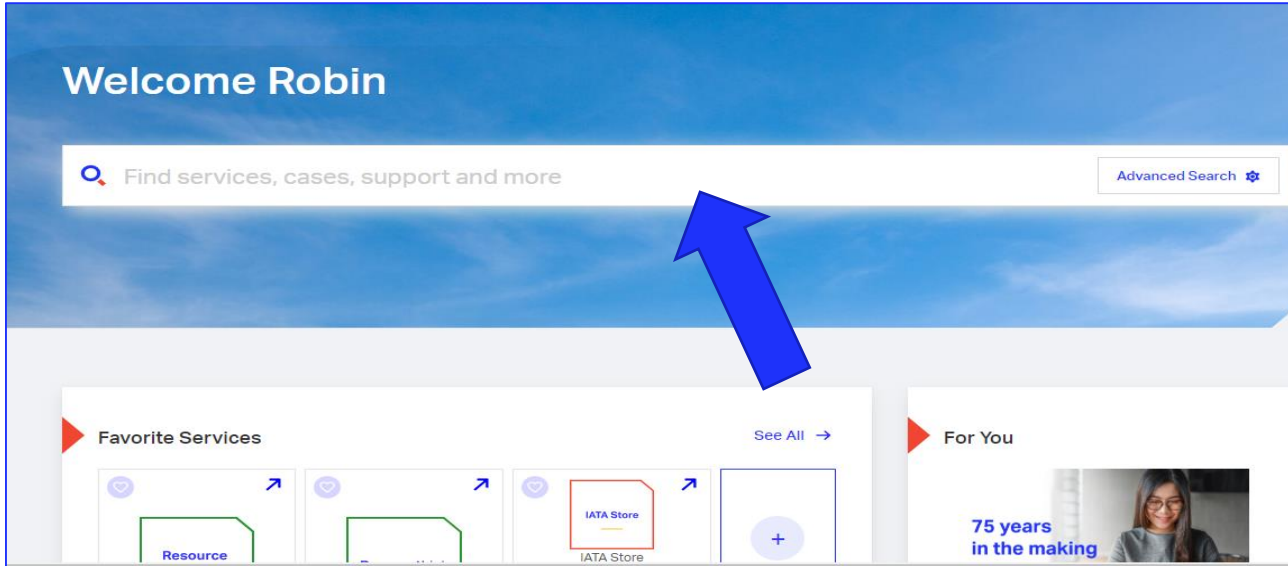 Welcome Robin
Find services, cases, support and more
Advanced Search
Favorite Services
See All
For You
IATA Store
Resource
IATA Store
75 years
in the making